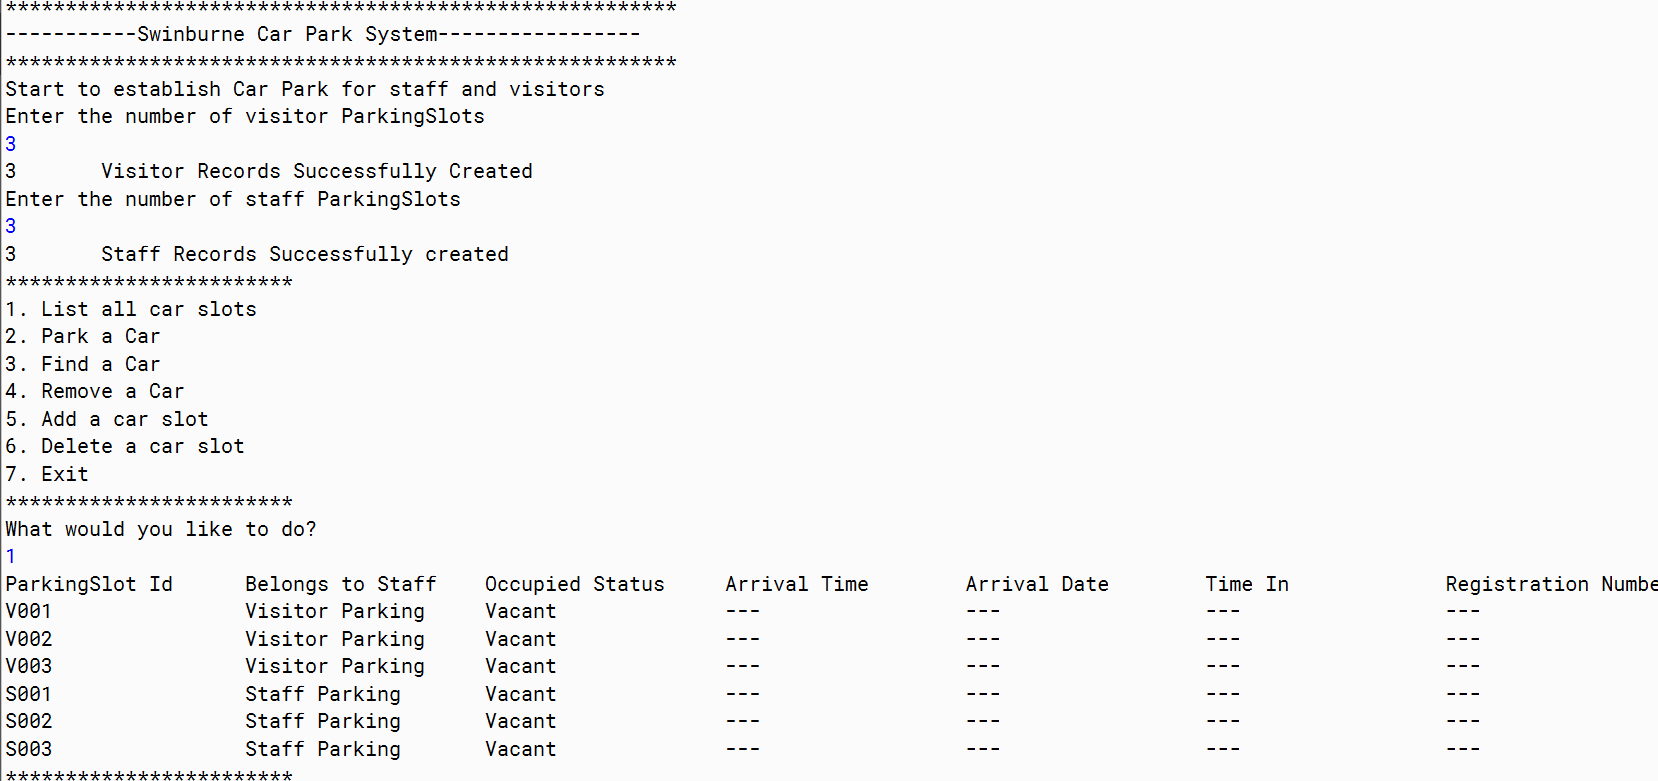 ********************************************************
-----------Swinburne Car Park System-----------------
********************************************************
Start to establish Car Park for staff and visitors
Enter the number of visitor ParkingSlots
3
3       Visitor Records Successfully Created
Enter the number of staff ParkingSlots
3
3       Staff Records Successfully created
************************
1. List all car slots
2. Park a Car
3. Find a Car
4. Remove a Car
5. Add a car slot
6. Delete a car slot
7. Exit
************************
What would you like to do?
1
ParkingSlot Id      Belongs to Staff    Occupied Status     Arrival Time        Arrival Date        Time In             Registration Numbe
V001                Visitor Parking     Vacant              ---                 ---                 ---                 ---
V002                Visitor Parking     Vacant              ---                 ---                 ---                 ---
V003                Visitor Parking     Vacant              ---                 ---                 ---                 ---
S001                Staff Parking       Vacant              ---                 ---                 ---                 ---
S002                Staff Parking       Vacant              ---                 ---                 ---                 ---
S003                Staff Parking       Vacant              ---                 ---                 ---                 ---
************************